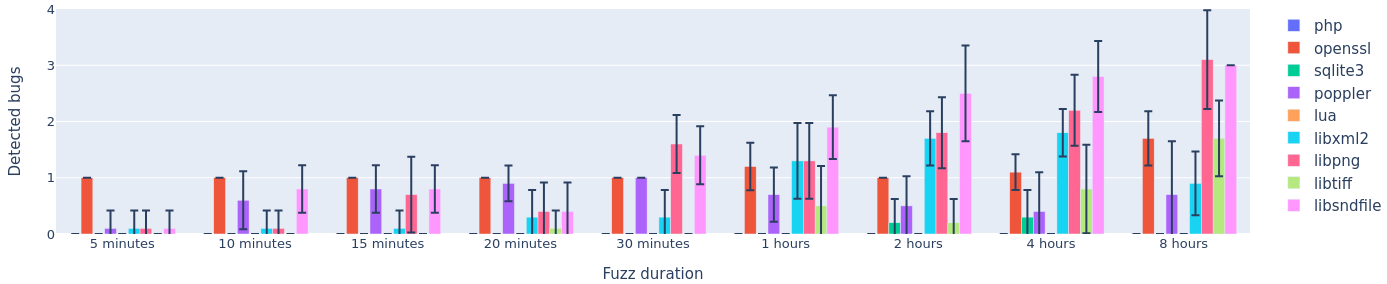 Detected bugs
4
3
2
1
0
5 minutes
10 minutes
15 minutes
20 minutes
30 minutes
1 hours
2 hours
4 hours
8 hours
Fuzz duration
php
openssl
sqlite3
poppler
lua
libxml2
libpng
libtiff
libsndfile